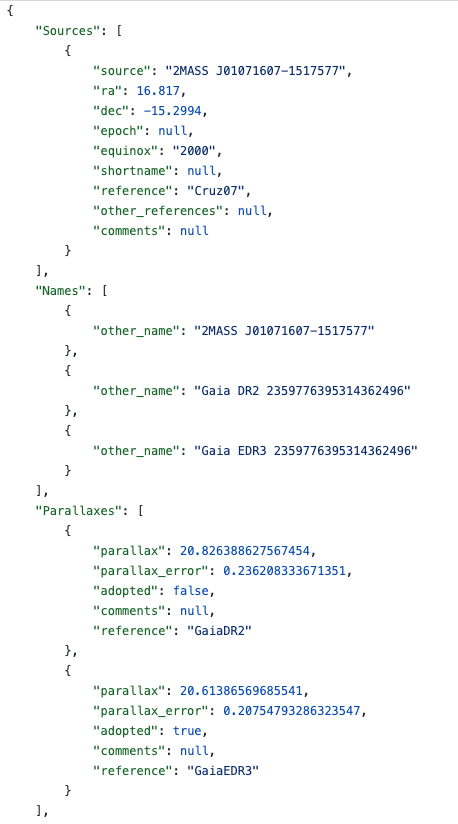 {
"Sources": [
{
"source": "2MASS J01071607-1517577",
"ra": 16.817,
"dec": -15.2994,
"epoch": null,
"equinox": "2000",
"shortname": null,
"reference": "Cruz07",
"other_references": null,
"comments": null
}
],
"Names": [
{
"other_name": "2MASS J01071607-1517577"
},
{
"other_name": "Gaia DR2 2359776395314362496"
},
{
"other_name": "Gaia EDR3 2359776395314362496"
}
],
"Parallaxes": [
{
"parallax": 20.826388627567454,
"parallax_error": 0.236208333671351,
"adopted": false,
"comments": null,
"reference": "GaiaDR2"
},
{
"parallax": 20.61386569685541,
"parallax_error": 0.20754793286323547,
"adopted": true,
"comments": null,
"reference": "GaiaEDR3"
}
],